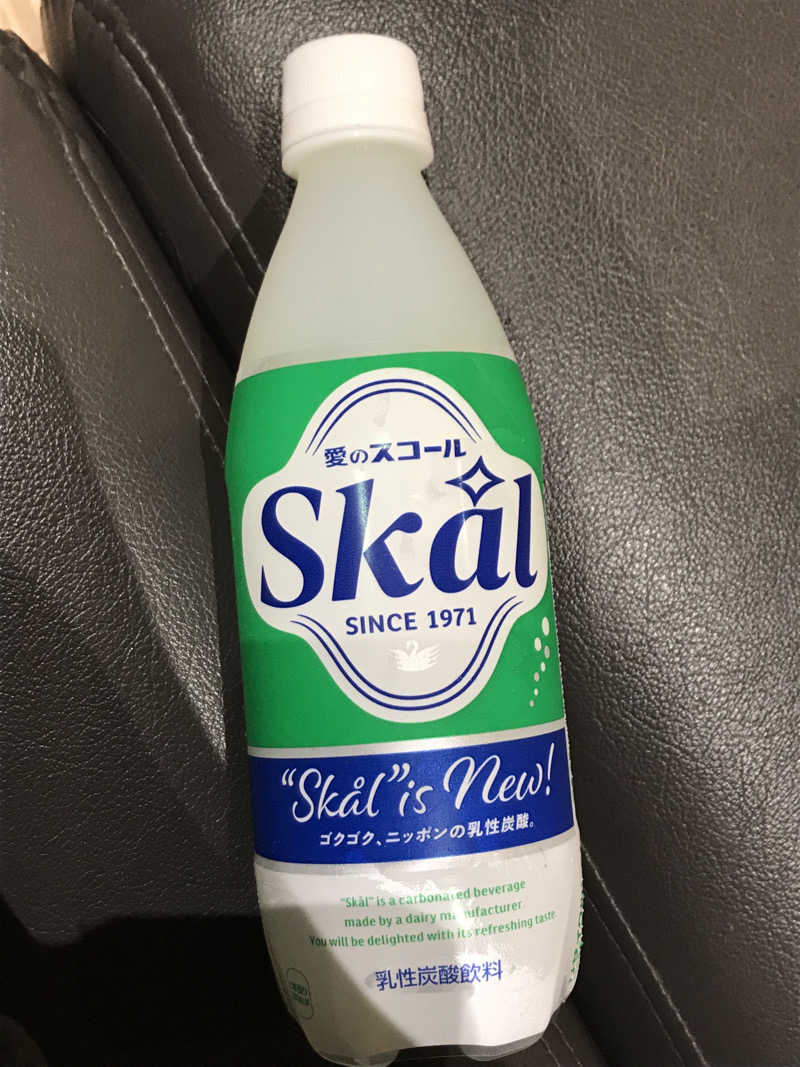 愛のスコール
Skål
SINCE 1971
“Skål” is New!
ゴクゴク、ニッポンの乳性炭酸。
“Skål” is a carbonated beverage
made by a dairy manufacturer
You will be delighted with its refreshing taste.
乳性炭酸飲料